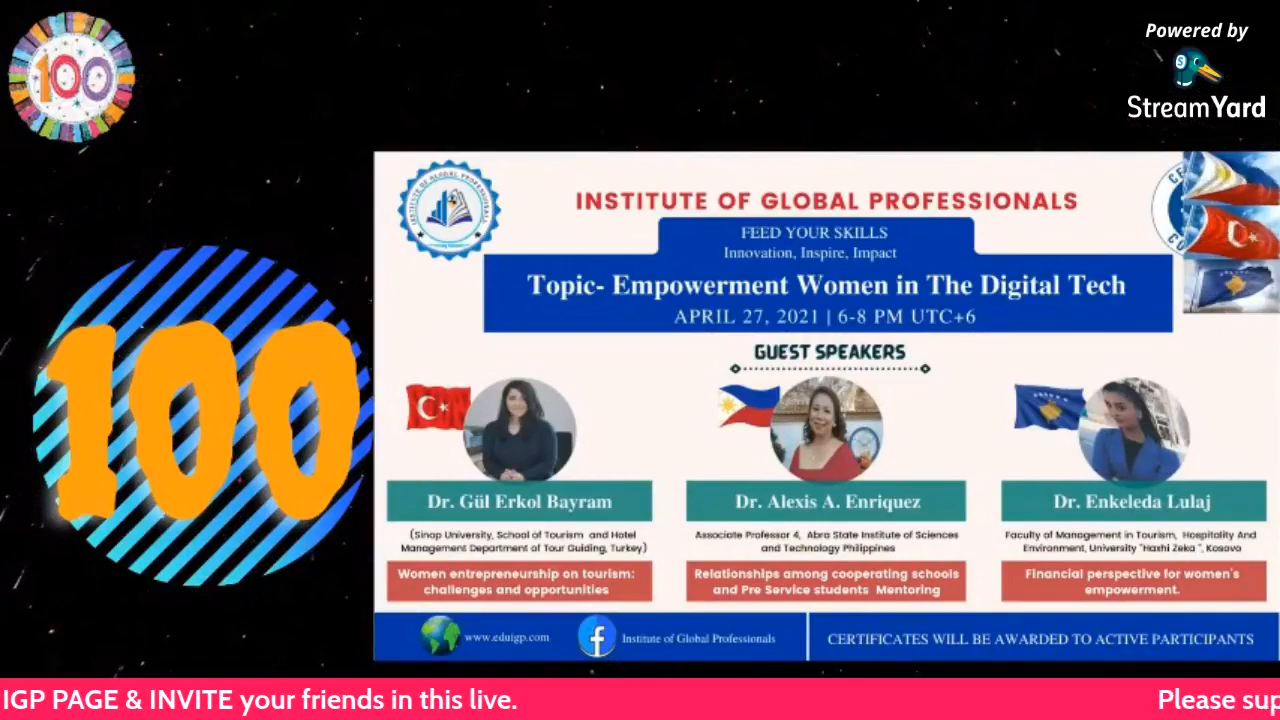 100
Powered by
StreamYard
100
INSTITUTE OF GLOBAL PROFESSIONALS
FEED YOUR SKILLS
Innovation, Inspire, Impact
Topic- Empowerment Women in The Digital Tech
APRIL 27, 2021 | 6-8 PM UTC+6
GUEST SPEAKERS
Dr. Gül Erkol Bayram
(Sinop University, School of Tourism and Hotel
Management Department of Tour Guiding, Turkey)
Women entrepreneurship on tourism:
challenges and opportunities
Dr. Alexis A. Enriquez
Associate Professor 4, Abra State Institute of Sciences
and Technology Philippines
Relationships among cooperating schools
and Pre Service students Mentoring
Dr. Enkeleda Lulaj
Faculty of Management in Tourism, Hospitality And
Environment, University "Haxhi Zeka ", Kosovo
Financial perspective for women's
empowerment.
www.eduigp.com
Institute of Global Professionals
CERTIFICATES WILL BE AWARDED TO ACTIVE PARTICIPANTS
IGP PAGE & INVITE your friends in this live.
Please sup